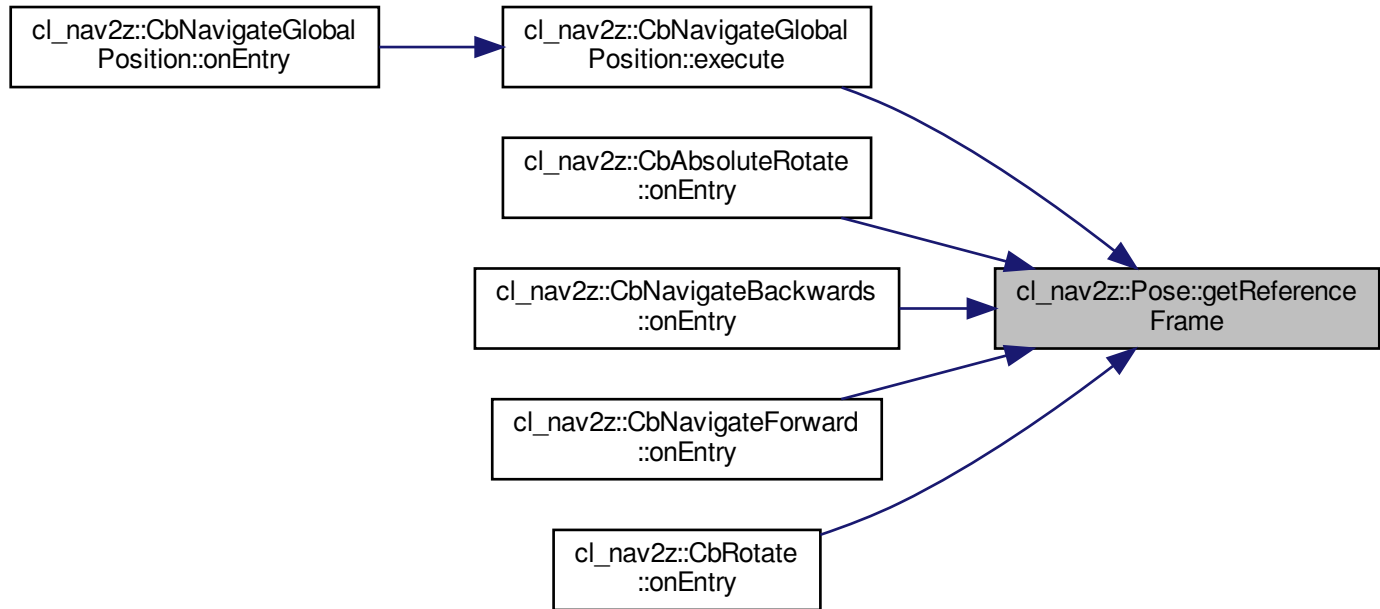 cl_nav2z::CbNavigateGlobal
Position::onEntry
cl_nav2z::CbNavigateGlobal
Position::execute
cl_nav2z::CbAbsoluteRotate
::onEntry
cl_nav2z::CbNavigateBackwards
::onEntry
cl_nav2z::Pose::getReference
Frame
cl_nav2z::CbNavigateForward
::onEntry
cl_nav2z::CbRotate
::onEntry